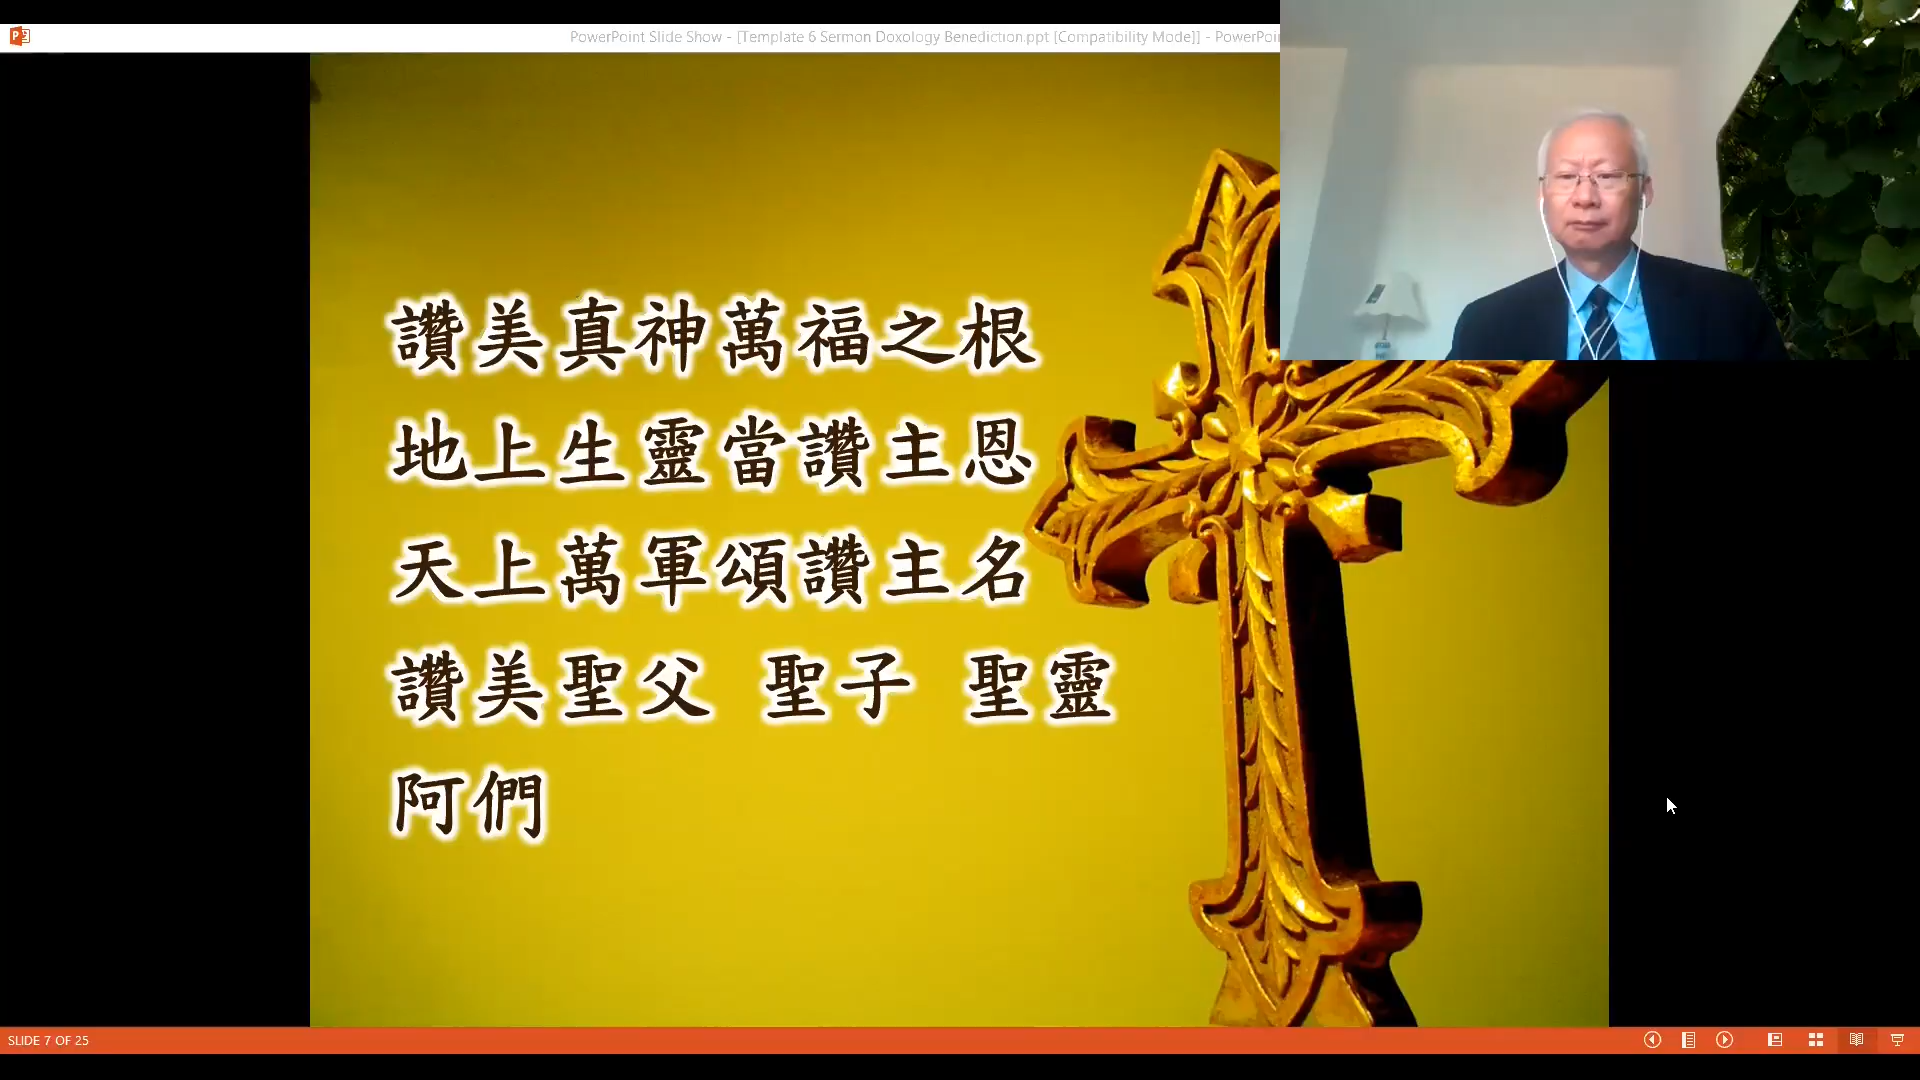 PowerPoint Slide Show - [Template 6 Sermon Doxology Benediction.ppt [Compatibility Mode]] -
讚美真神萬福之根
地上生靈當讚主恩
天上萬軍頌讚主名
讚美聖父 聖子 聖靈
阿們
SLIDE 7 OF 25